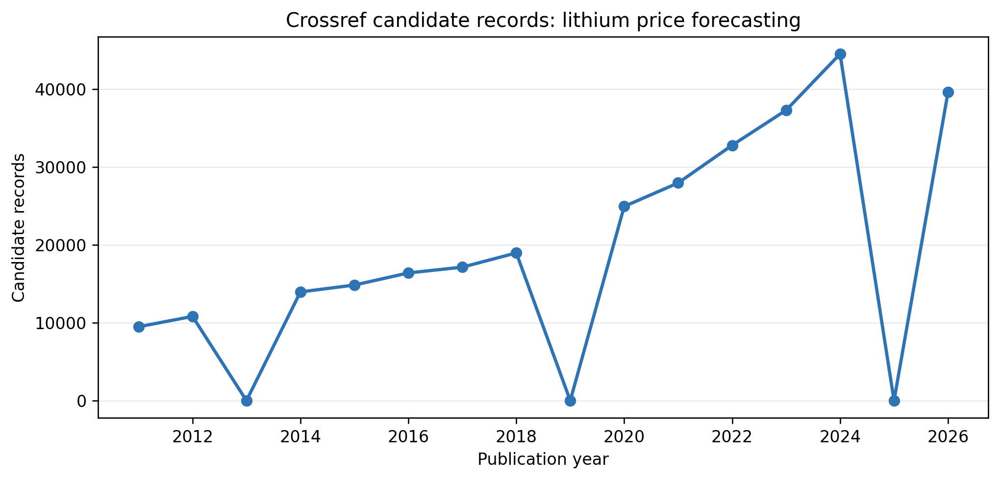 Crossref candidate records: lithium price forecasting
Candidate records
40000
30000
20000
10000
0
2012 2014 2016 2018 2020 2022 2024 2026
Publication year